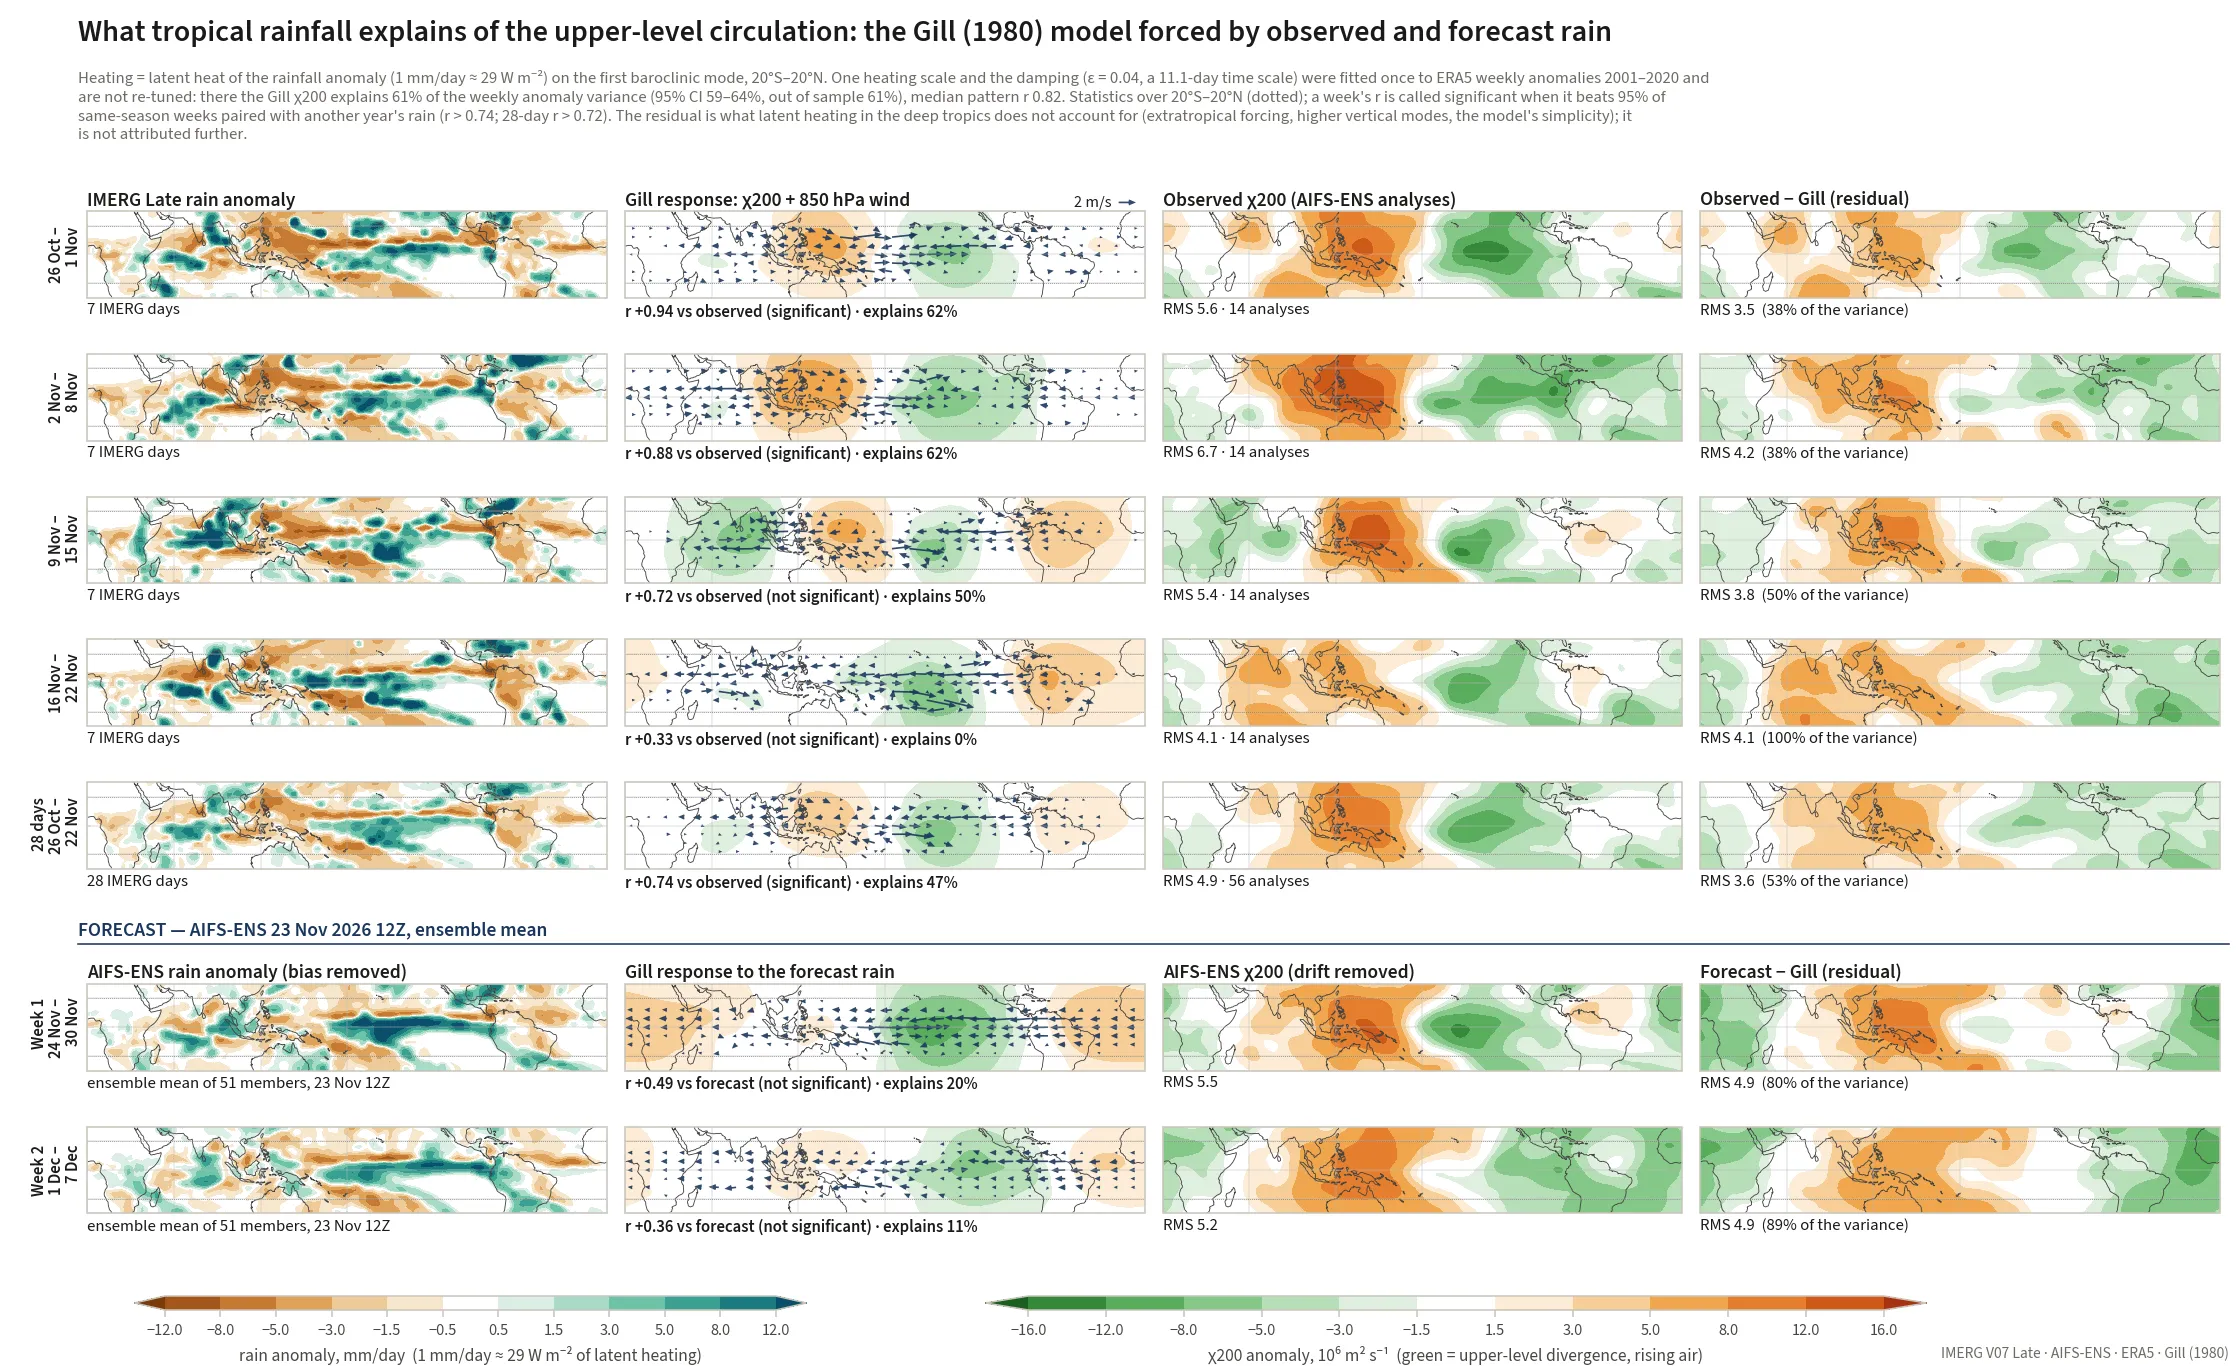 What tropical rainfall explains of the upper-level circulation: the Gill (1980) model forced by observed and forecast rain
Heating = latent heat of the rainfall anomaly (1 mm/day ≈ 29 W m⁻²) on the first baroclinic mode, 20°S–20°N. One heating scale and the damping (ε = 0.04, a 11.1-day time scale) were fitted once to ERA5 weekly anomalies 2001–2020 and
are not re-tuned: there the Gill χ200 explains 61% of the weekly anomaly variance (95% CI 59–64%, out of sample 61%), median pattern r 0.82. Statistics over 20°S–20°N (dotted); a week's r is called significant when it beats 95% of
same-season weeks paired with another year's rain (r > 0.74; 28-day r > 0.72). The residual is what latent heating in the deep tropics does not account for (extratropical forcing, higher vertical modes, the model's simplicity); it
is not attributed further.
IMERG Late rain anomaly
Gill response: χ200 + 850 hPa wind
2 m/s
Observed χ200 (AIFS-ENS analyses)
Observed − Gill (residual)
26 Oct –
1 Nov
7 IMERG days
r +0.94 vs observed (significant) · explains 62%
RMS 5.6 · 14 analyses
RMS 3.5 (38% of the variance)
2 Nov –
8 Nov
7 IMERG days
r +0.88 vs observed (significant) · explains 62%
RMS 6.7 · 14 analyses
RMS 4.2 (38% of the variance)
9 Nov –
15 Nov
7 IMERG days
r +0.72 vs observed (not significant) · explains 50%
RMS 5.4 · 14 analyses
RMS 3.8 (50% of the variance)
16 Nov –
22 Nov
7 IMERG days
r +0.33 vs observed (not significant) · explains 0%
RMS 4.1 · 14 analyses
RMS 4.1 (100% of the variance)
28 days
26 Oct –
22 Nov
28 IMERG days
r +0.74 vs observed (significant) · explains 47%
RMS 4.9 · 56 analyses
RMS 3.6 (53% of the variance)
FORECAST — AIFS-ENS 23 Nov 2026 12Z, ensemble mean
AIFS-ENS rain anomaly (bias removed)
Gill response to the forecast rain
AIFS-ENS χ200 (drift removed)
Forecast − Gill (residual)
Week 1
24 Nov –
30 Nov
ensemble mean of 51 members, 23 Nov 12Z
r +0.49 vs forecast (not significant) · explains 20%
RMS 5.5
RMS 4.9 (80% of the variance)
Week 2
1 Dec –
7 Dec
ensemble mean of 51 members, 23 Nov 12Z
r +0.36 vs forecast (not significant) · explains 11%
RMS 5.2
RMS 4.9 (89% of the variance)
−12.0 −8.0 −5.0 −3.0 −1.5 −0.5 0.5 1.5 3.0 5.0 8.0 12.0
rain anomaly, mm/day (1 mm/day ≈ 29 W m⁻² of latent heating)
−16.0 −12.0 −8.0 −5.0 −3.0 −1.5 1.5 3.0 5.0 8.0 12.0 16.0
χ200 anomaly, 10⁶ m² s⁻¹ (green = upper-level divergence, rising air)
IMERG V07 Late · AIFS-ENS · ERA5 · Gill (1980)